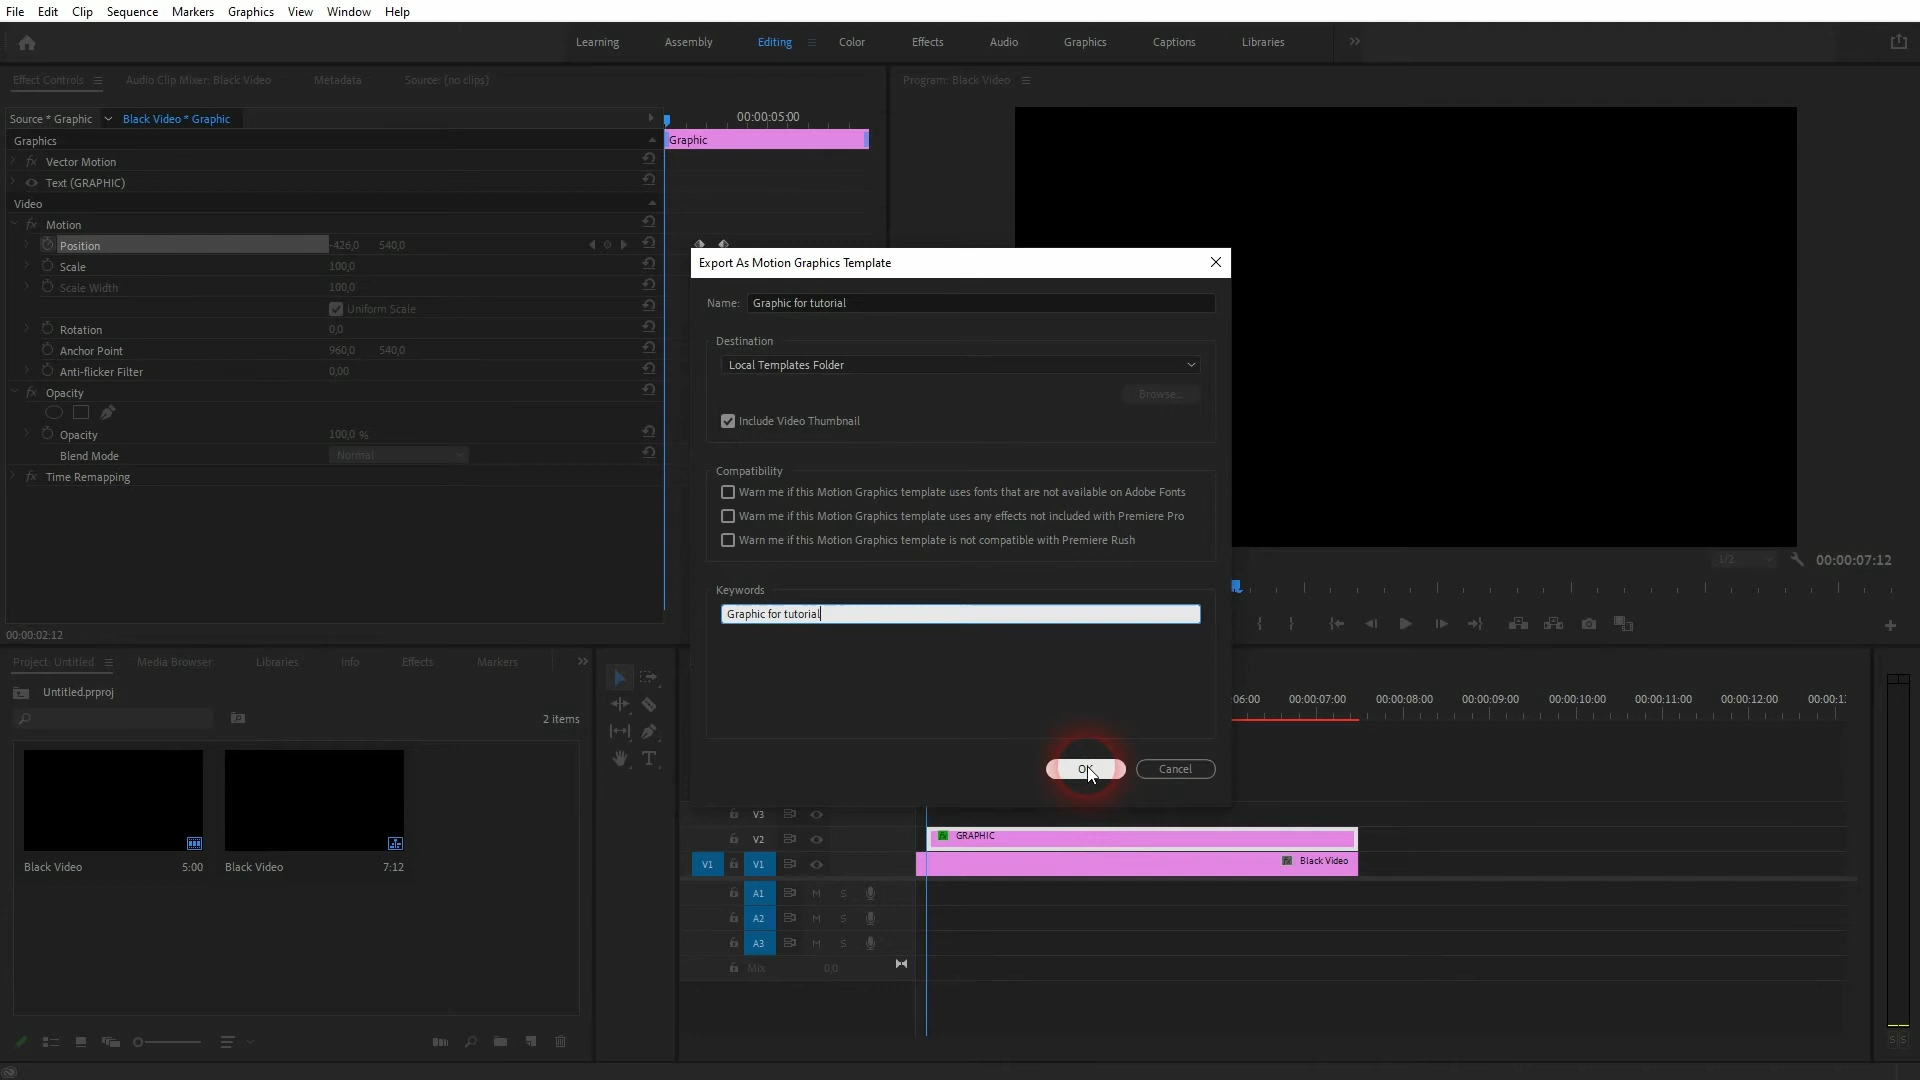 File Edit Clip Sequence Markers Graphics View Window Help
Learning Assembly Editing Color Effects Audio Graphics Captions Libraries
Effect Controls Audio Clip Mixer: Black Video Metadata Source: (no clips)
Program: Black Video
Source * Graphic Black Video * Graphic
00:00:05:00
Graphics
Graphic
fx Vector Motion
Text (GRAPHIC)
Video
fx Motion
Position -426,0 540,0
Scale 100,0
Scale Width 100,0
Uniform Scale
Rotation 0,0
Anchor Point 960,0 540,0
Anti-flicker Filter 0,00
fx Opacity
Opacity 100,0 %
Blend Mode Normal
fx Time Remapping
00:00:02:12
Export As Motion Graphics Template
Name: Graphic for tutorial
Destination
Local Templates Folder
Browse...
Include Video Thumbnail
Compatibility
Warn me if this Motion Graphics template uses fonts that are not available on Adobe Fonts
Warn me if this Motion Graphics template uses any effects not included with Premiere Pro
Warn me if this Motion Graphics template is not compatible with Premiere Rush
Keywords
Graphic for tutorial
OK Cancel
1/2 00:00:07:12
Project: Untitled Media Browser Libraries Info Effects Markers
Untitled.prproj
2 items
Black Video 5:00 Black Video 7:12
:06:00 00:00:07:00 00:00:08:00 00:00:09:00 00:00:10:00 00:00:11:00 00:00:12:00 00:00:1
V3
V2 fx GRAPHIC
V1 V1 fx Black Video
A1 M S
A2 M S
A3 M S
Mix 0,0
S S